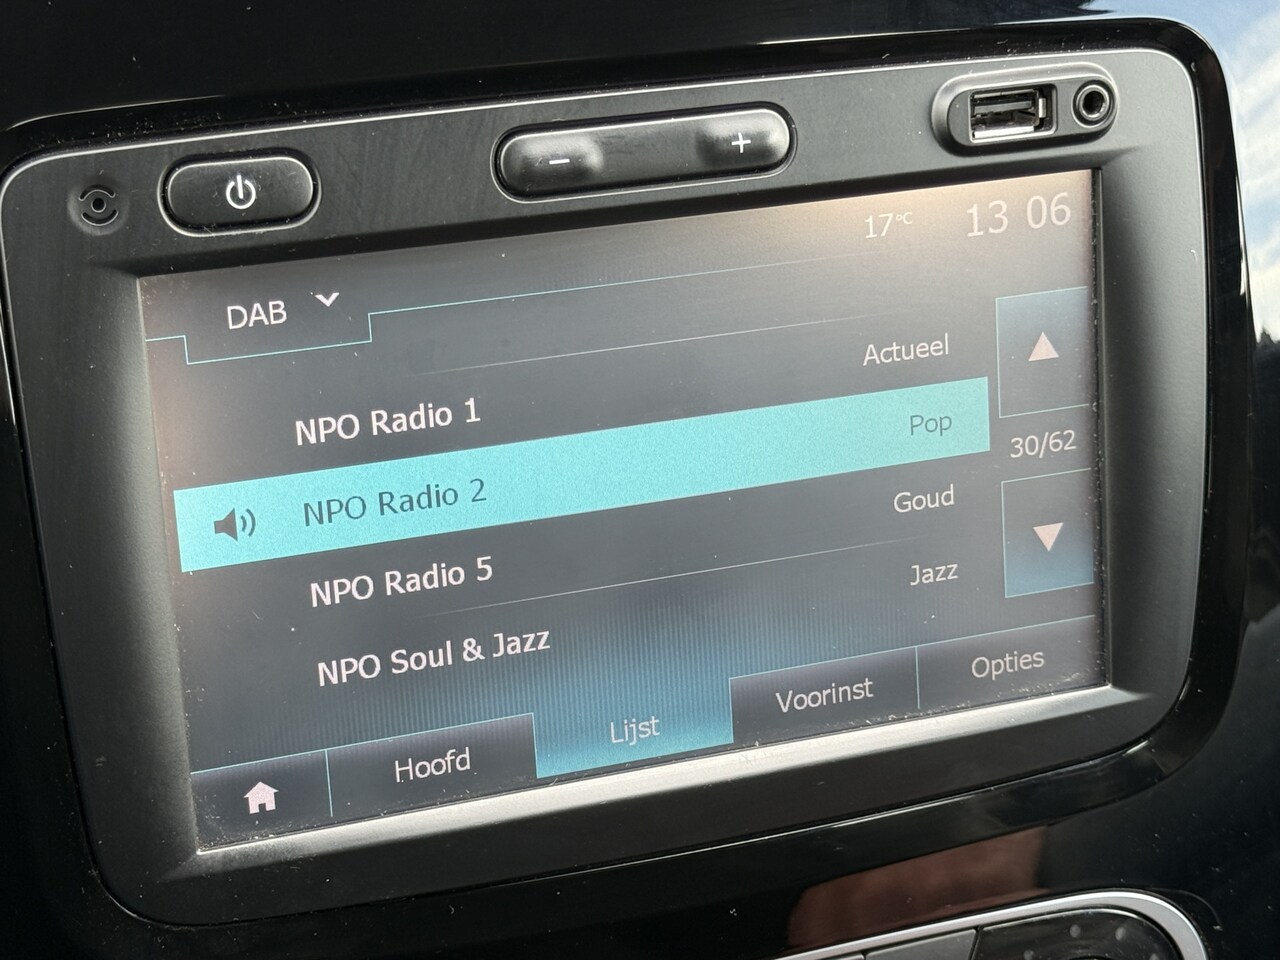 17°C 13 06
DAB
Actueel
NPO Radio 1
Pop
30/62
NPO Radio 2
Goud
NPO Radio 5
Jazz
NPO Soul & Jazz
Hoofd Lijst Voorinst Opties